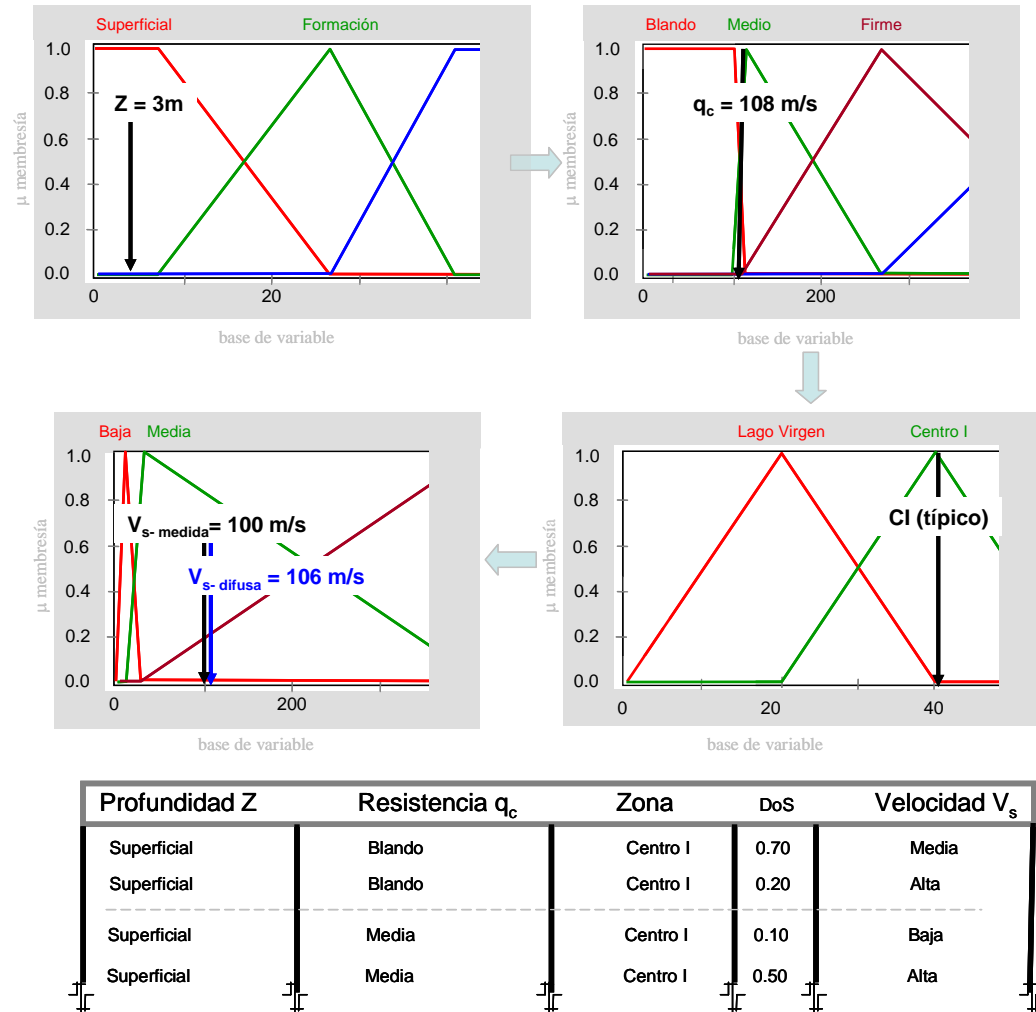 Superficial Formación
1.0
0.8
0.6
0.4
0.2
0.0
μ membresía
Z = 3m
0 20
base de variable
Blando Medio Firme
1.0
0.8
0.6
0.4
0.2
0.0
μ membresía
qc = 108 m/s
0 200
base de variable
Baja Media
1.0
0.8
0.6
0.4
0.2
0.0
μ membresía
Vs- medida= 100 m/s
Vs- difusa = 106 m/s
0 200
base de variable
Lago Virgen Centro I
1.0
0.8
0.6
0.4
0.2
0.0
μ membresía
CI (típico)
0 20 40
base de variable
Profundidad Z Resistencia qc Zona DoS Velocidad Vs
Superficial Blando Centro I 0.70 Media
Superficial Blando Centro I 0.20 Alta
Superficial Media Centro I 0.10 Baja
Superficial Media Centro I 0.50 Alta